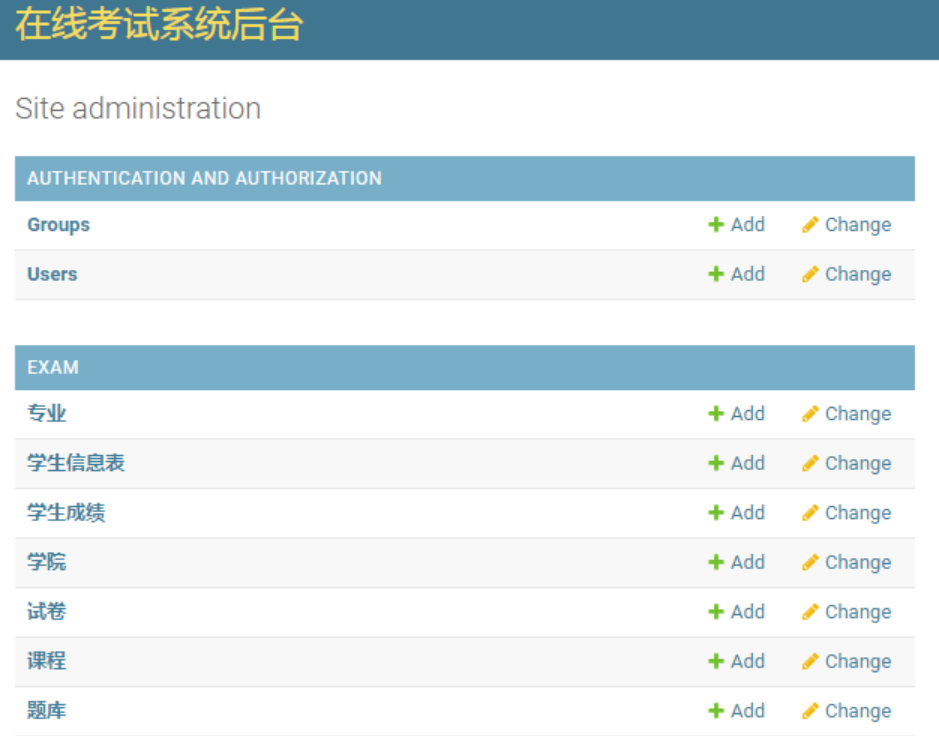 在线考试系统后台
Site administration
AUTHENTICATION AND AUTHORIZATION
Groups Add Change
Users Add Change
EXAM
专业 Add Change
学生信息表 Add Change
学生成绩 Add Change
学院 Add Change
试卷 Add Change
课程 Add Change
题库 Add Change